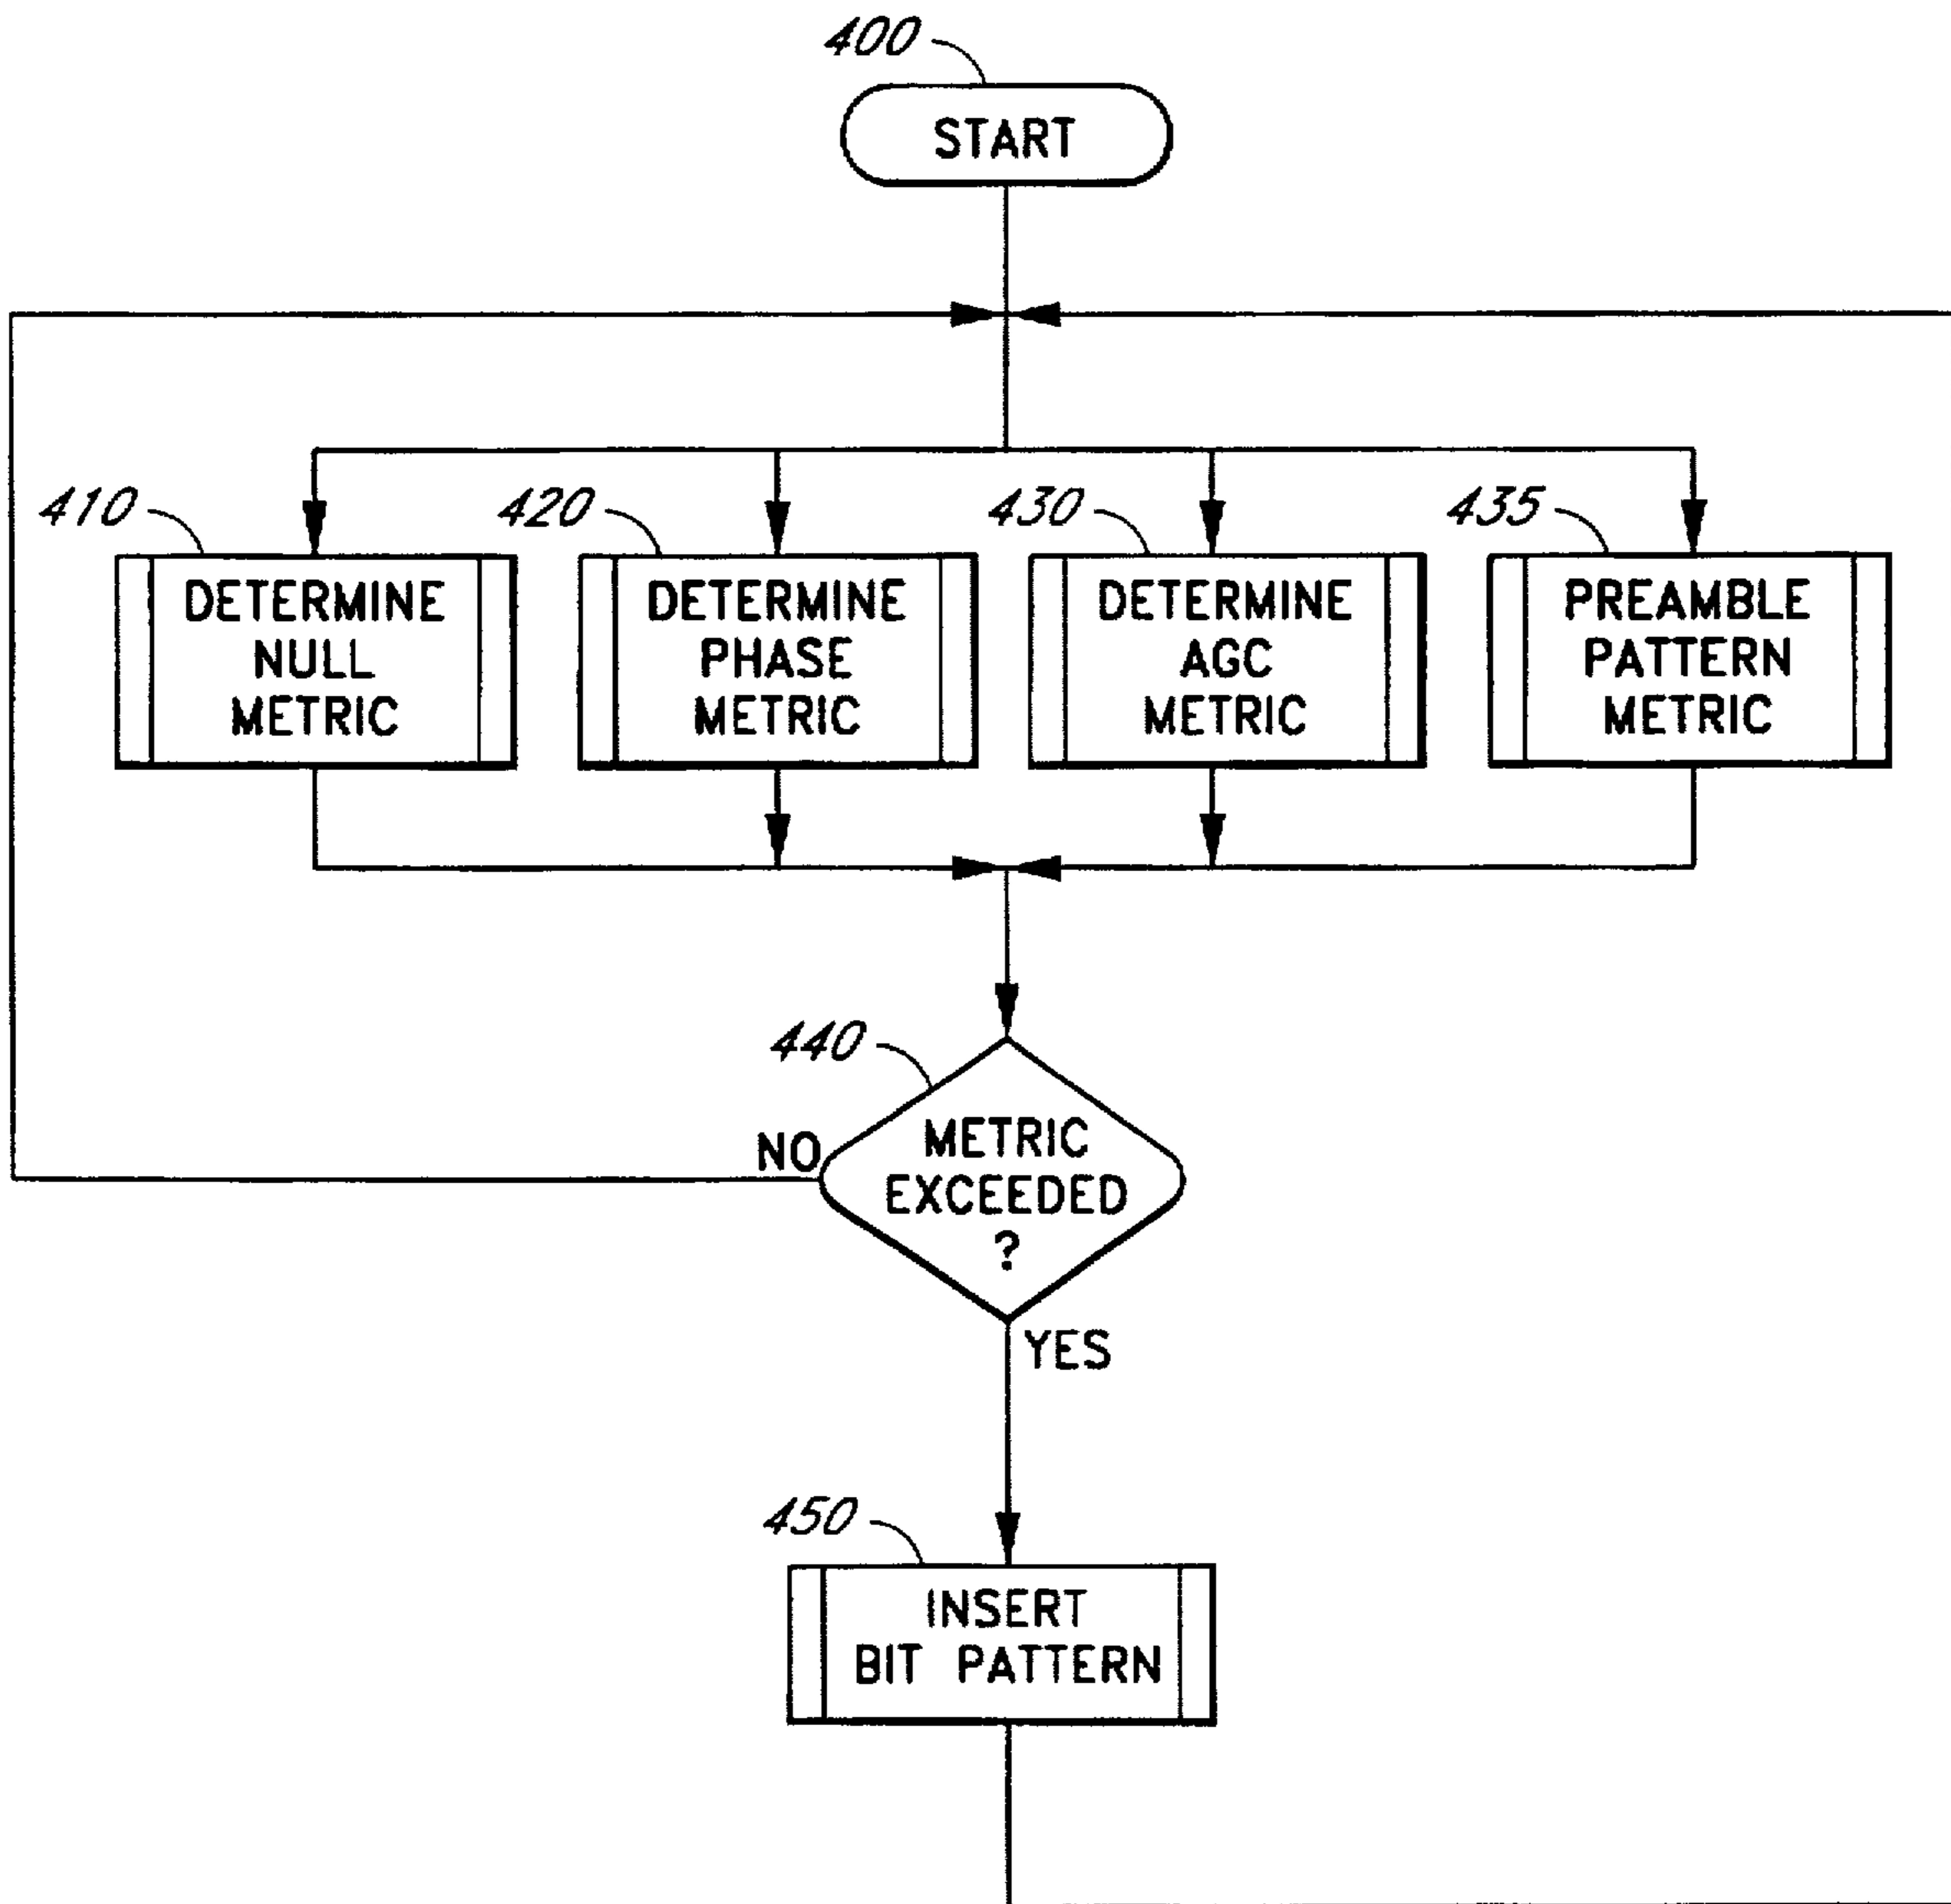 400
START
410
DETERMINE
NULL
METRIC
420
DETERMINE
PHASE
METRIC
430
DETERMINE
AGC
METRIC
435
PREAMBLE
PATTERN
METRIC
440
METRIC
EXCEEDED
?
NO
YES
450
INSERT
BIT PATTERN